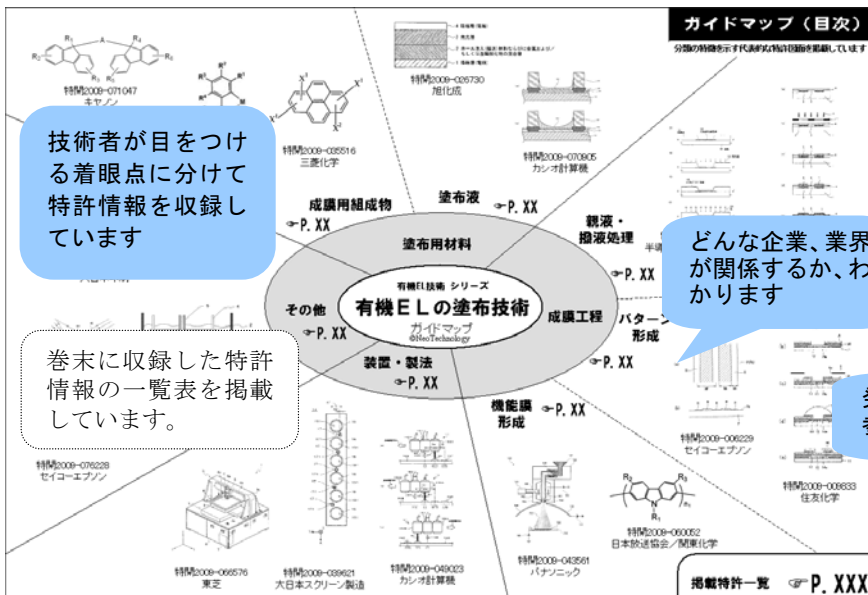 ガイドマップ（目次）
分類の特徴を示す代表的な特許図面を掲載しています
特開2009-071047
キヤノン
特開2009-035516
三菱化学
特開2009-026730
旭化成
特開2009-070905
カシオ計算機
技術者が目をつけ
る着眼点に分けて
特許情報を収録し
ています
成膜用組成物
☞P. XX
塗布液
☞P. XX
親液・
撥液処理
☞P. XX
塗布用材料
どんな企業、業界
が関係するか、わ
かります
有機EL技術 シリーズ
有機ＥＬの塗布技術
ガイドマップ
©NeoTechnology
その他
☞P. XX
成膜工程
パターン
形成
☞P. XX
装置・製法
☞P. XX
機能膜
形成
☞P. XX
巻末に収録した特許
情報の一覧表を掲載
しています。
特開2009-076228
セイコーエプソン
特開2009-006229
セイコーエプソン
特開2009-009833
住友化学
特開2009-066576
東芝
特開2009-039621
大日本スクリーン製造
特開2009-049023
カシオ計算機
特開2009-043561
パナソニック
特開2009-060052
日本放送協会／関東化学
掲載特許一覧 ☞P. XXX